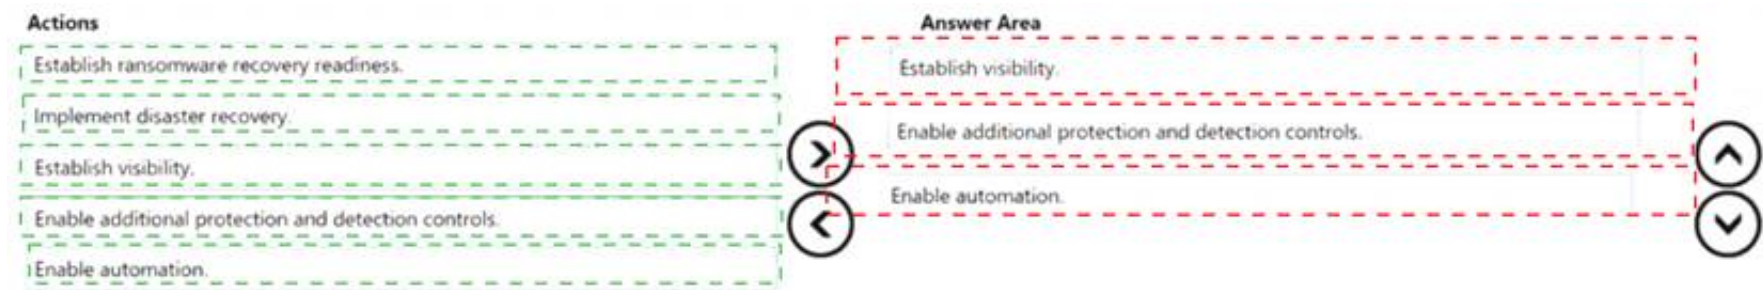 Actions
Establish ransomware recovery readiness.
Implement disaster recovery.
Establish visibility.
Enable additional protection and detection controls.
Enable automation.
Answer Area
Establish visibility.
Enable additional protection and detection controls.
Enable automation.